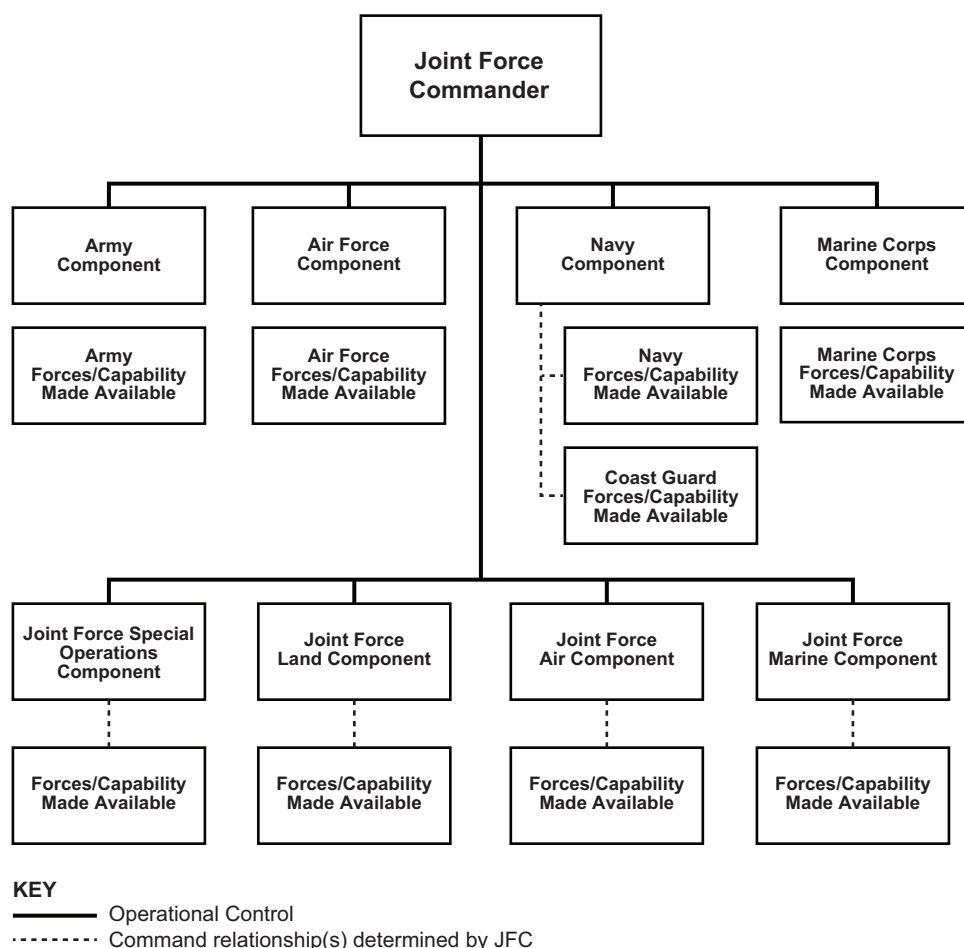 Joint Force
Commander
Army
Component
Air Force
Component
Navy
Component
Marine Corps
Component
Army
Forces/Capability
Made Available
Air Force
Forces/Capability
Made Available
Navy
Forces/Capability
Made Available
Marine Corps
Forces/Capability
Made Available
Coast Guard
Forces/Capability
Made Available
Joint Force Special
Operations
Component
Joint Force
Land Component
Joint Force
Air Component
Joint Force
Marine Component
Forces/Capability
Made Available
Forces/Capability
Made Available
Forces/Capability
Made Available
Forces/Capability
Made Available
KEY
Operational Control
Command relationship(s) determined by JFC